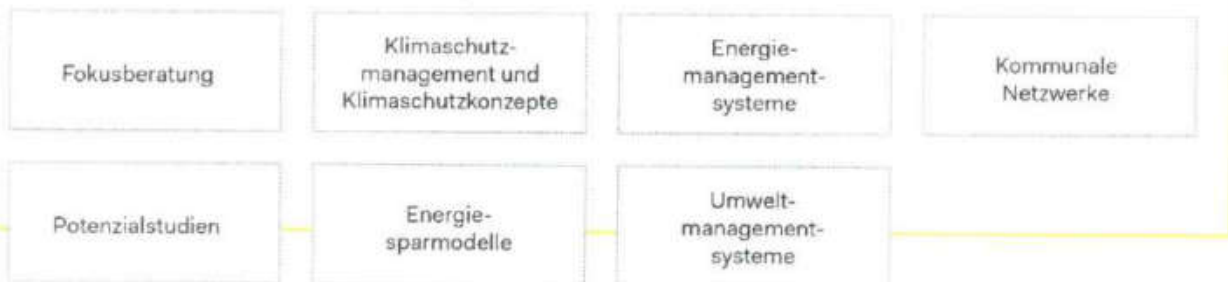 Fokusberatung
Klimaschutz-
management und
Klimaschutzkonzepte
Energie-
management-
systeme
Kommunale
Netzwerke
Potenzialstudien
Energie-
sparmodelle
Umwelt-
management-
systeme